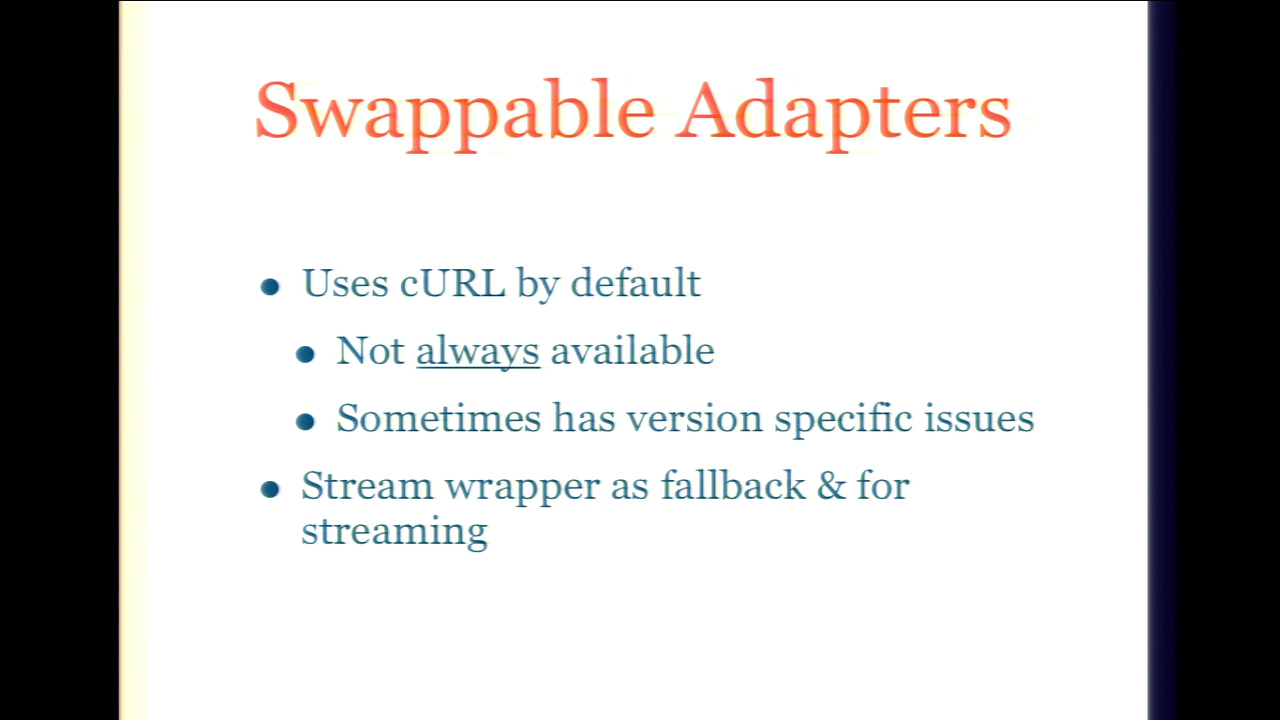 Swappable Adapters
• Uses cURL by default
• Not always available
• Sometimes has version specific issues
• Stream wrapper as fallback & for
streaming